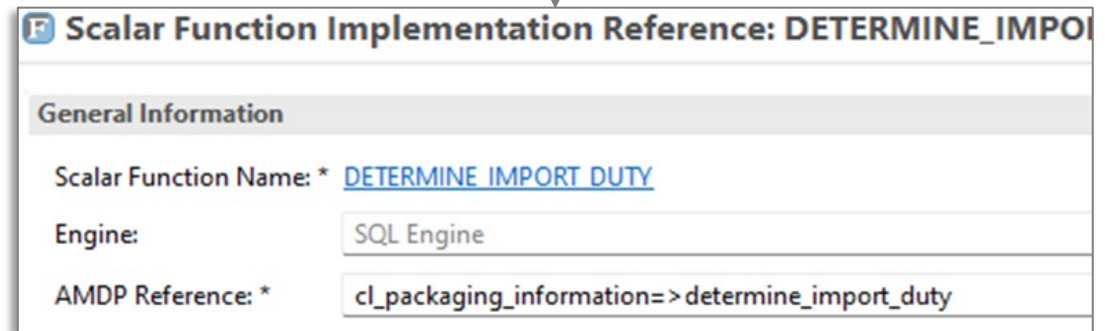 Scalar Function Implementation Reference: DETERMINE_IMPO
General Information
Scalar Function Name: * DETERMINE_IMPORT_DUTY
Engine: SQL Engine
AMDP Reference: * cl_packaging_information=>determine_import_duty